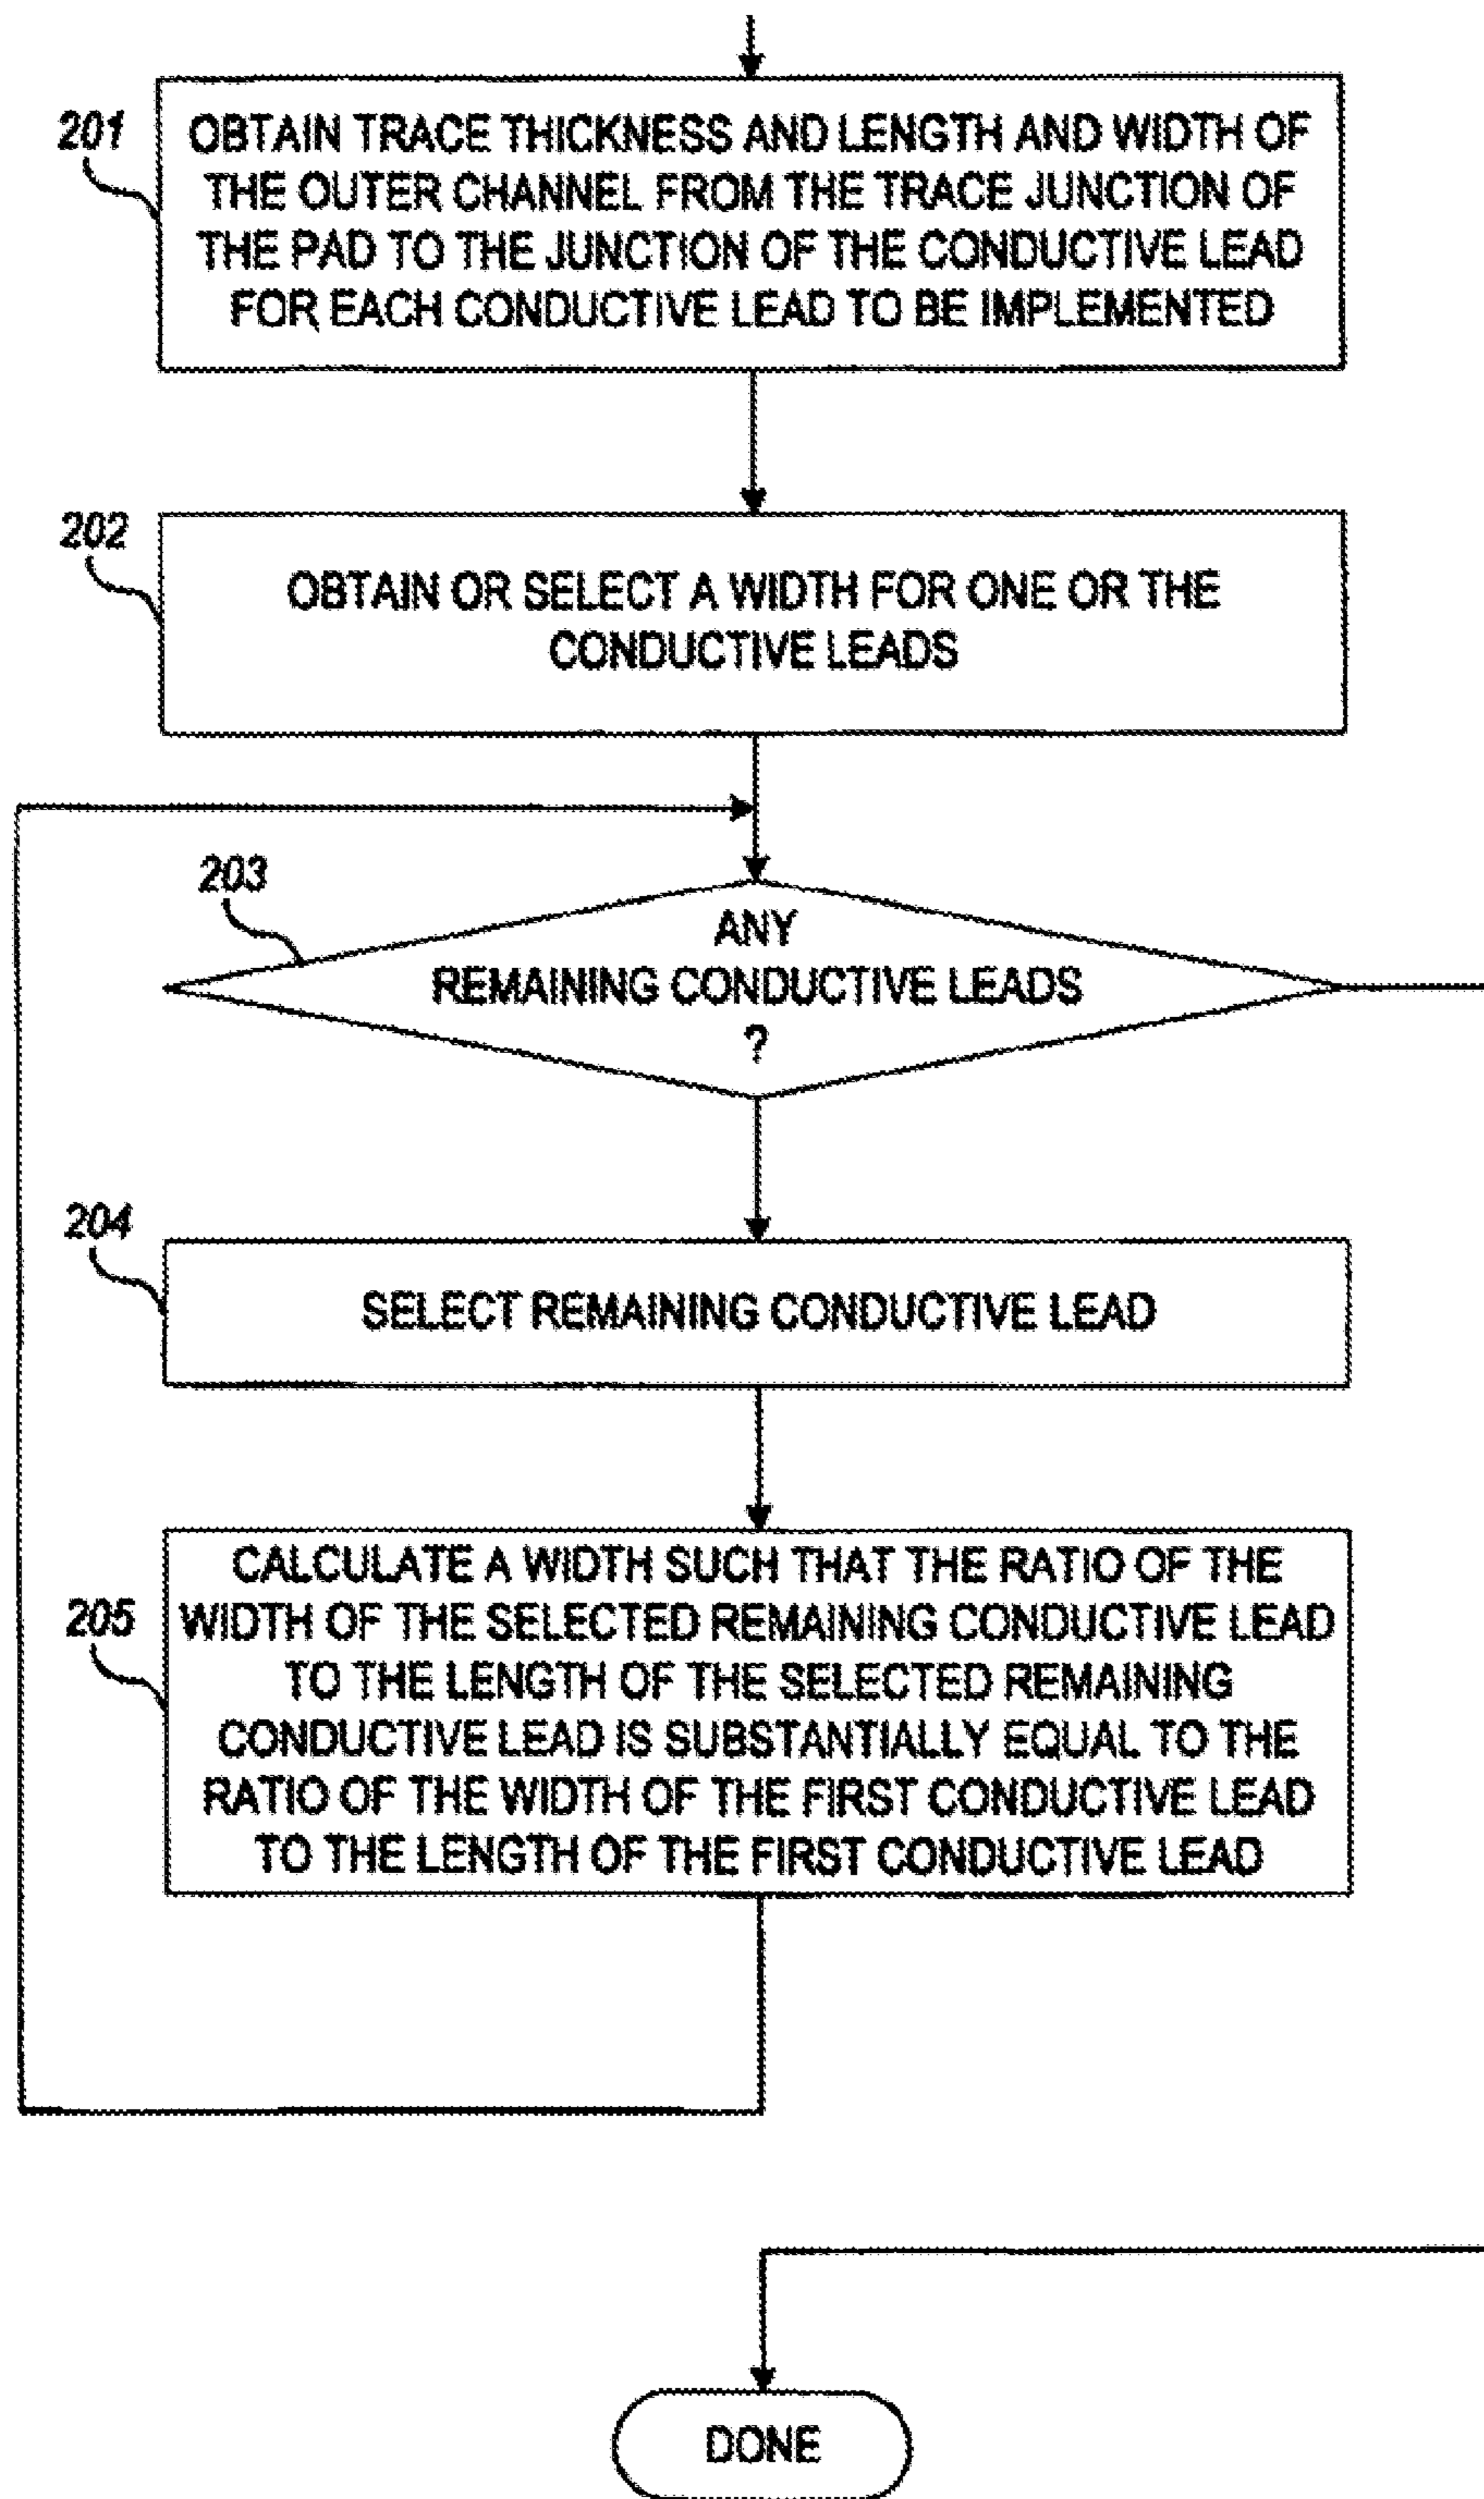 201
OBTAIN TRACE THICKNESS AND LENGTH AND WIDTH OF
THE OUTER CHANNEL FROM THE TRACE JUNCTION OF
THE PAD TO THE JUNCTION OF THE CONDUCTIVE LEAD
FOR EACH CONDUCTIVE LEAD TO BE IMPLEMENTED
202
OBTAIN OR SELECT A WIDTH FOR ONE OR THE
CONDUCTIVE LEADS
203
ANY
REMAINING CONDUCTIVE LEADS
?
204
SELECT REMAINING CONDUCTIVE LEAD
205
CALCULATE A WIDTH SUCH THAT THE RATIO OF THE
WIDTH OF THE SELECTED REMAINING CONDUCTIVE LEAD
TO THE LENGTH OF THE SELECTED REMAINING
CONDUCTIVE LEAD IS SUBSTANTIALLY EQUAL TO THE
RATIO OF THE WIDTH OF THE FIRST CONDUCTIVE LEAD
TO THE LENGTH OF THE FIRST CONDUCTIVE LEAD
DONE